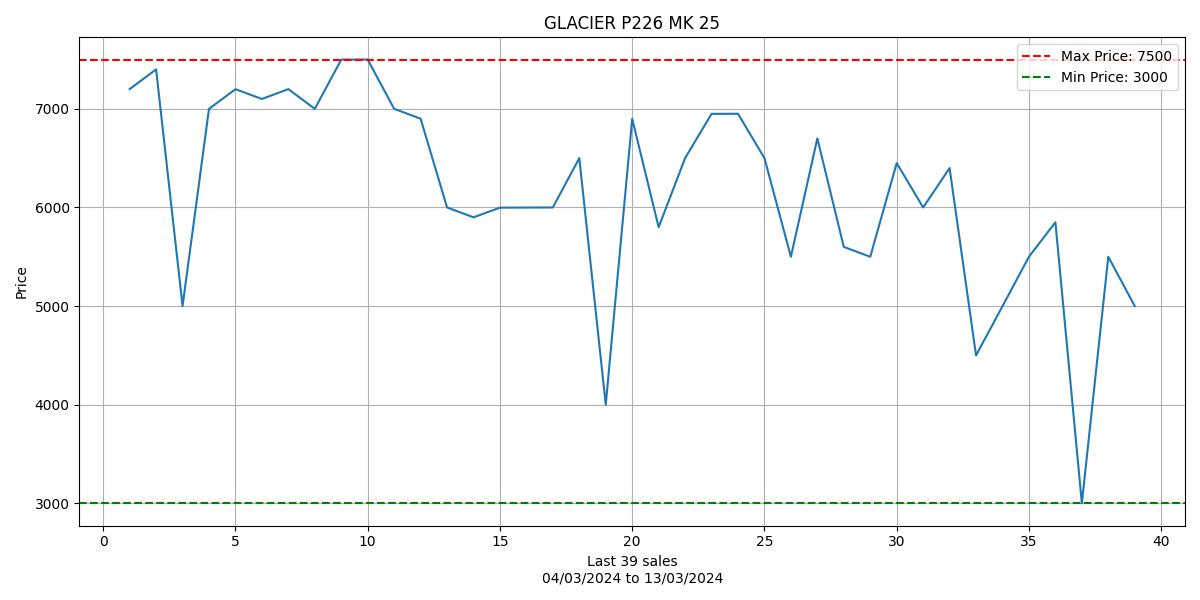 GLACIER P226 MK 25
Max Price: 7500
Min Price: 3000
Price
7000
6000
5000
4000
3000
0 5 10 15 20 25 30 35 40
Last 39 sales
04/03/2024 to 13/03/2024